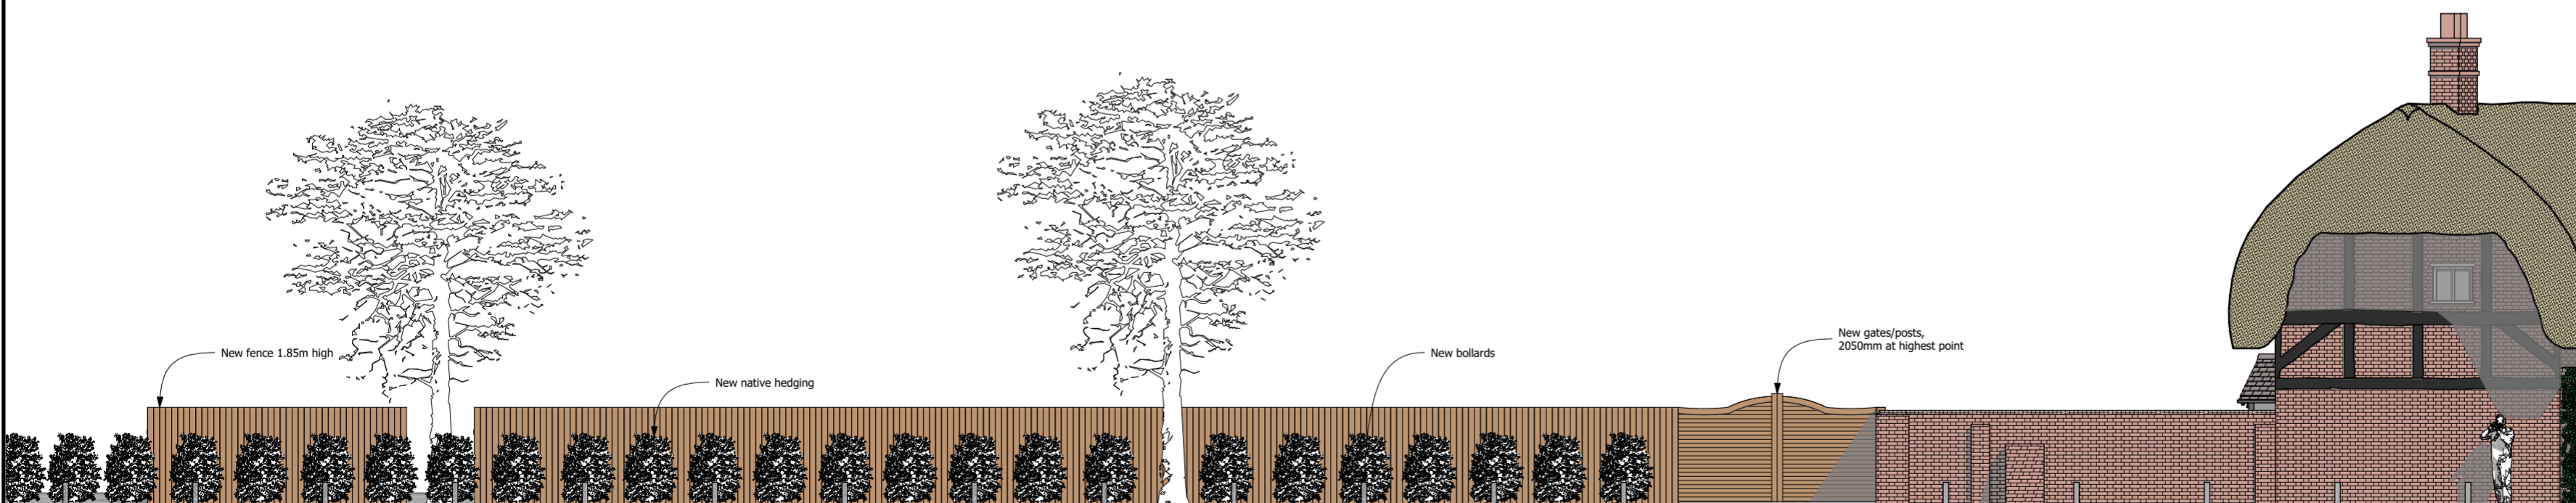 New fence 1.85m high
New native hedging
New bollards
New gates/posts,
2050mm at highest point